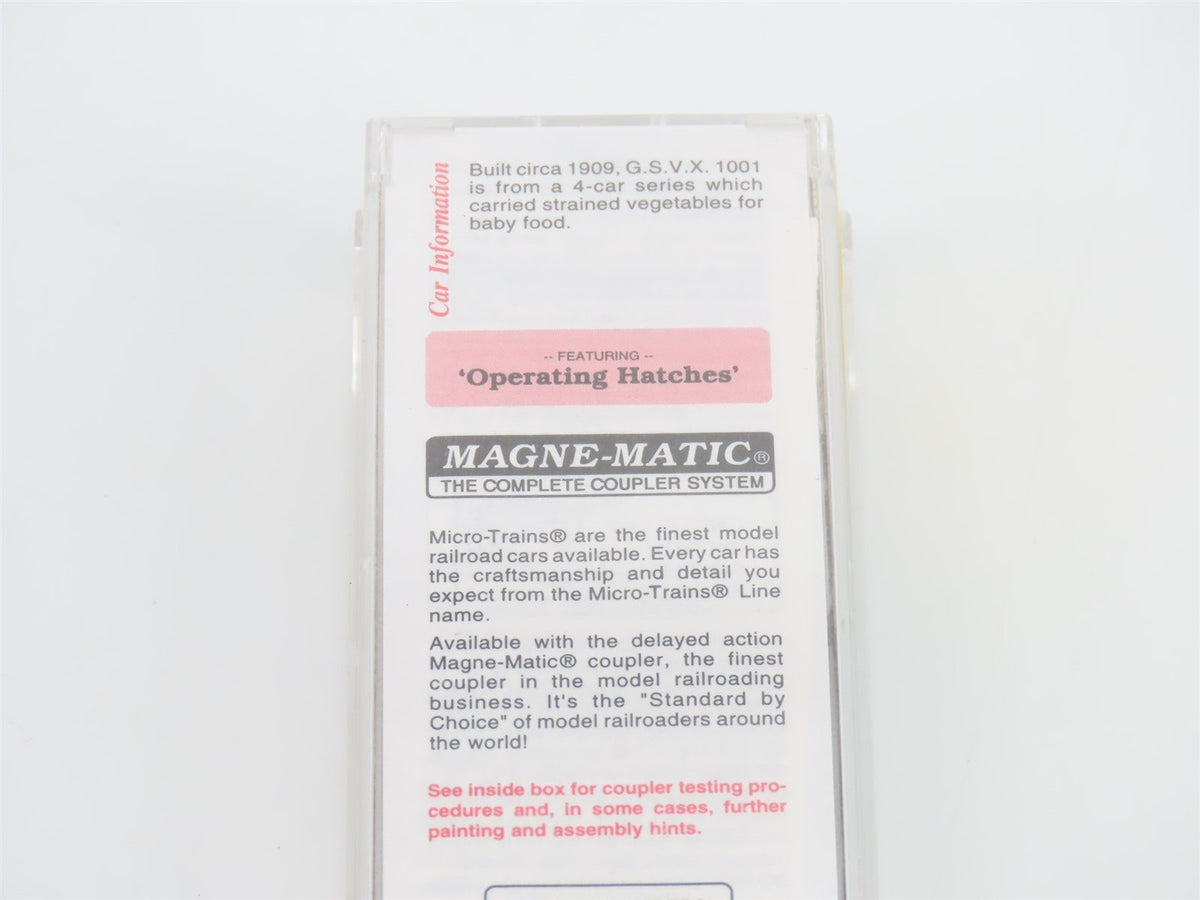 Car Information
Built circa 1909, G.S.V.X. 1001
is from a 4-car series which
carried strained vegetables for
baby food.
-- FEATURING --
‘Operating Hatches’
MAGNE-MATIC®
THE COMPLETE COUPLER SYSTEM
Micro-Trains® are the finest model
railroad cars available. Every car has
the craftsmanship and detail you
expect from the Micro-Trains® Line
name.
Available with the delayed action
Magne-Matic® coupler, the finest
coupler in the model railroading
business. It's the "Standard by
Choice" of model railroaders around
the world!
See inside box for coupler testing pro-
cedures and, in some cases, further
painting and assembly hints.